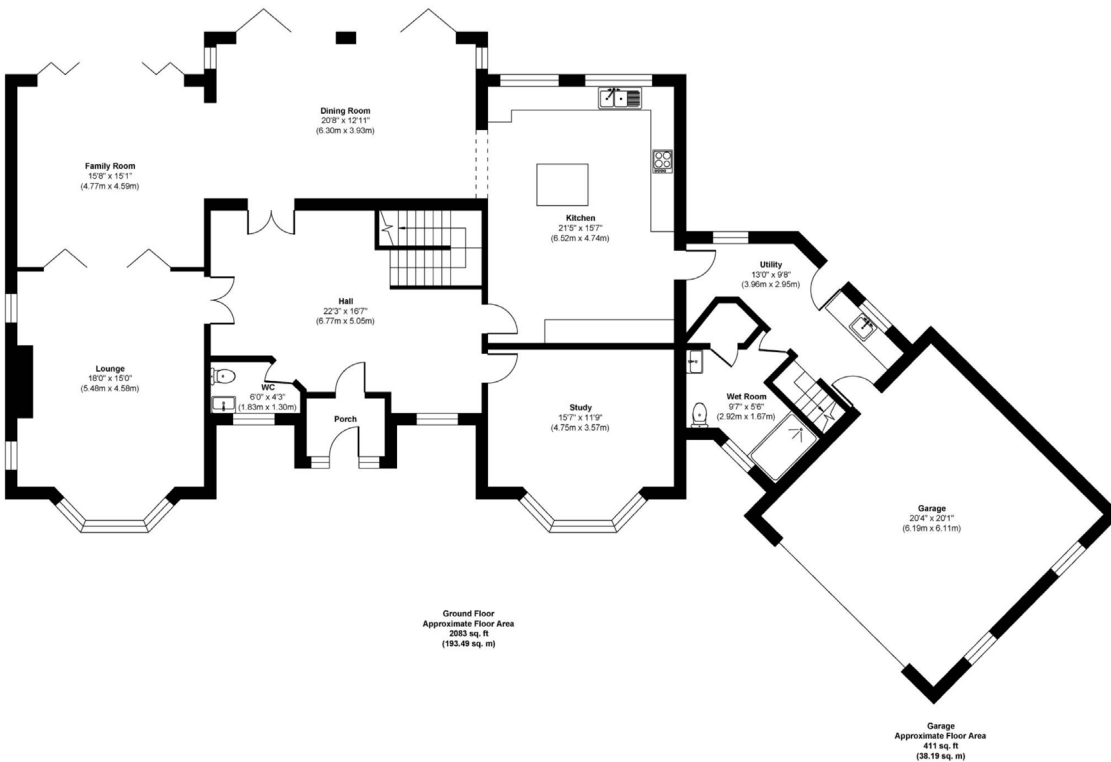 Dining Room
20'8" x 12'11"
(6.30m x 3.93m)
Family Room
15'8" x 15'1"
(4.77m x 4.59m)
Kitchen
21'5" x 15'7"
(6.52m x 4.74m)
Utility
13'0" x 9'8"
(3.96m x 2.95m)
Hall
22'3" x 16'7"
(6.77m x 5.05m)
Lounge
18'0" x 15'0"
(5.48m x 4.58m)
WC
6'0" x 4'3"
(1.83m x 1.30m)
Porch
Study
15'7" x 11'9"
(4.75m x 3.57m)
Wet Room
9'7" x 5'6"
(2.92m x 1.67m)
Garage
20'4" x 20'1"
(6.19m x 6.11m)
Ground Floor
Approximate Floor Area
2083 sq. ft
(193.49 sq. m)
Garage
Approximate Floor Area
411 sq. ft
(38.19 sq. m)